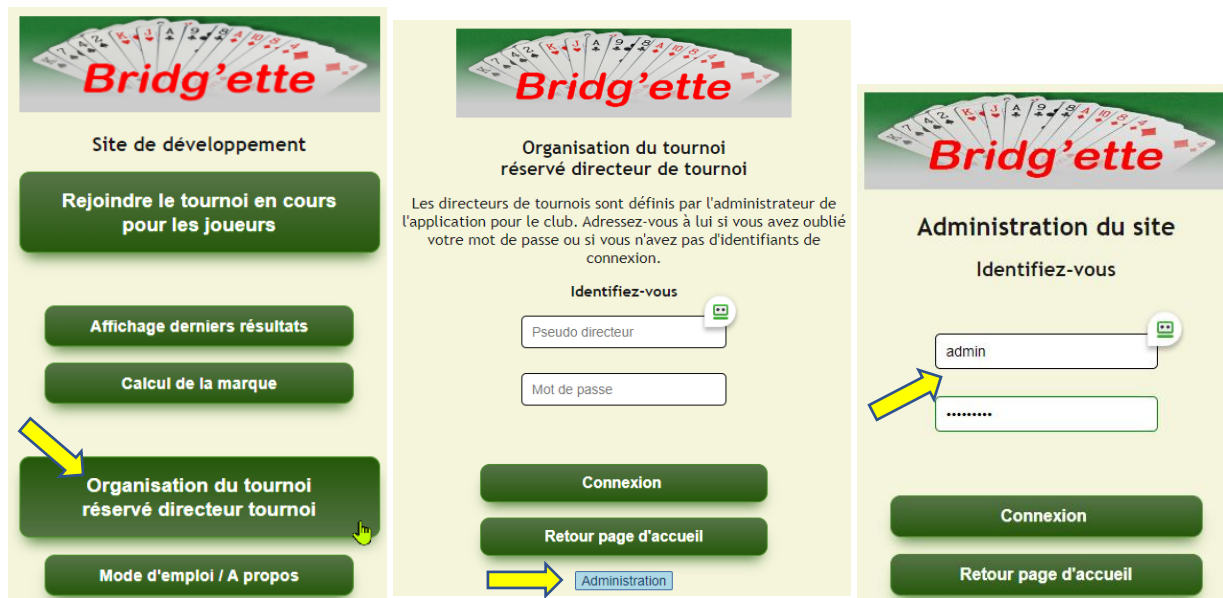 Bridg'ette
Site de développement
Rejoindre le tournoi en cours
pour les joueurs
Affichage derniers résultats
Calcul de la marque
Organisation du tournoi
réservé directeur tournoi
Mode d'emploi / A propos
Bridg'ette
Organisation du tournoi
réservé directeur de tournoi
Les directeurs de tournois sont définis par l'administrateur de
l'application pour le club. Adressez-vous à lui si vous avez oublié
votre mot de passe ou si vous n'avez pas d'identifiants de
connexion.
Identifiez-vous
Pseudo directeur
Mot de passe
Connexion
Retour page d'accueil
Administration
Bridg'ette
Administration du site
Identifiez-vous
admin
•••••••••
Connexion
Retour page d'accueil